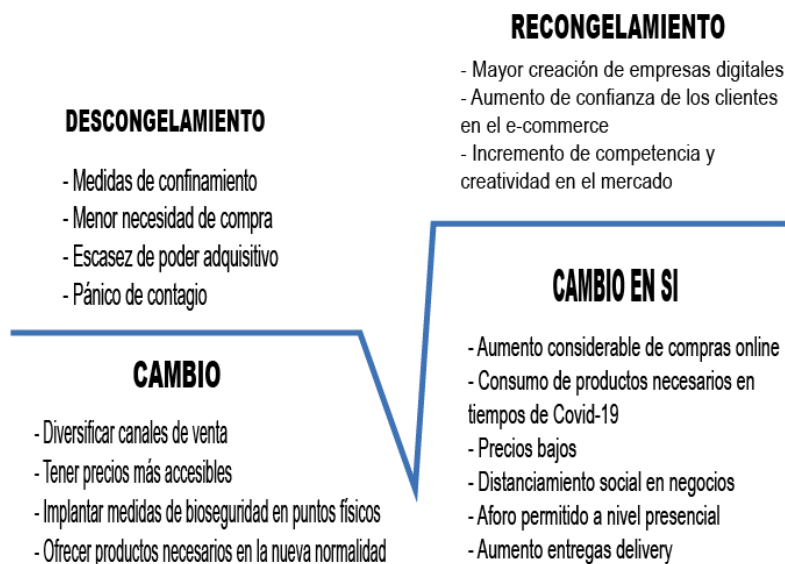 DESCONGELAMIENTO
- Medidas de confinamiento
- Menor necesidad de compra
- Escasez de poder adquisitivo
- Pánico de contagio
CAMBIO
- Diversificar canales de venta
- Tener precios más accesibles
- Implantar medidas de bioseguridad en puntos físicos
- Ofrecer productos necesarios en la nueva normalidad
RECONGELAMIENTO
- Mayor creación de empresas digitales
- Aumento de confianza de los clientes
en el e-commerce
- Incremento de competencia y
creatividad en el mercado
CAMBIO EN SI
- Aumento considerable de compras online
- Consumo de productos necesarios en
tiempos de Covid-19
- Precios bajos
- Distanciamiento social en negocios
- Aforo permitido a nivel presencial
- Aumento entregas delivery